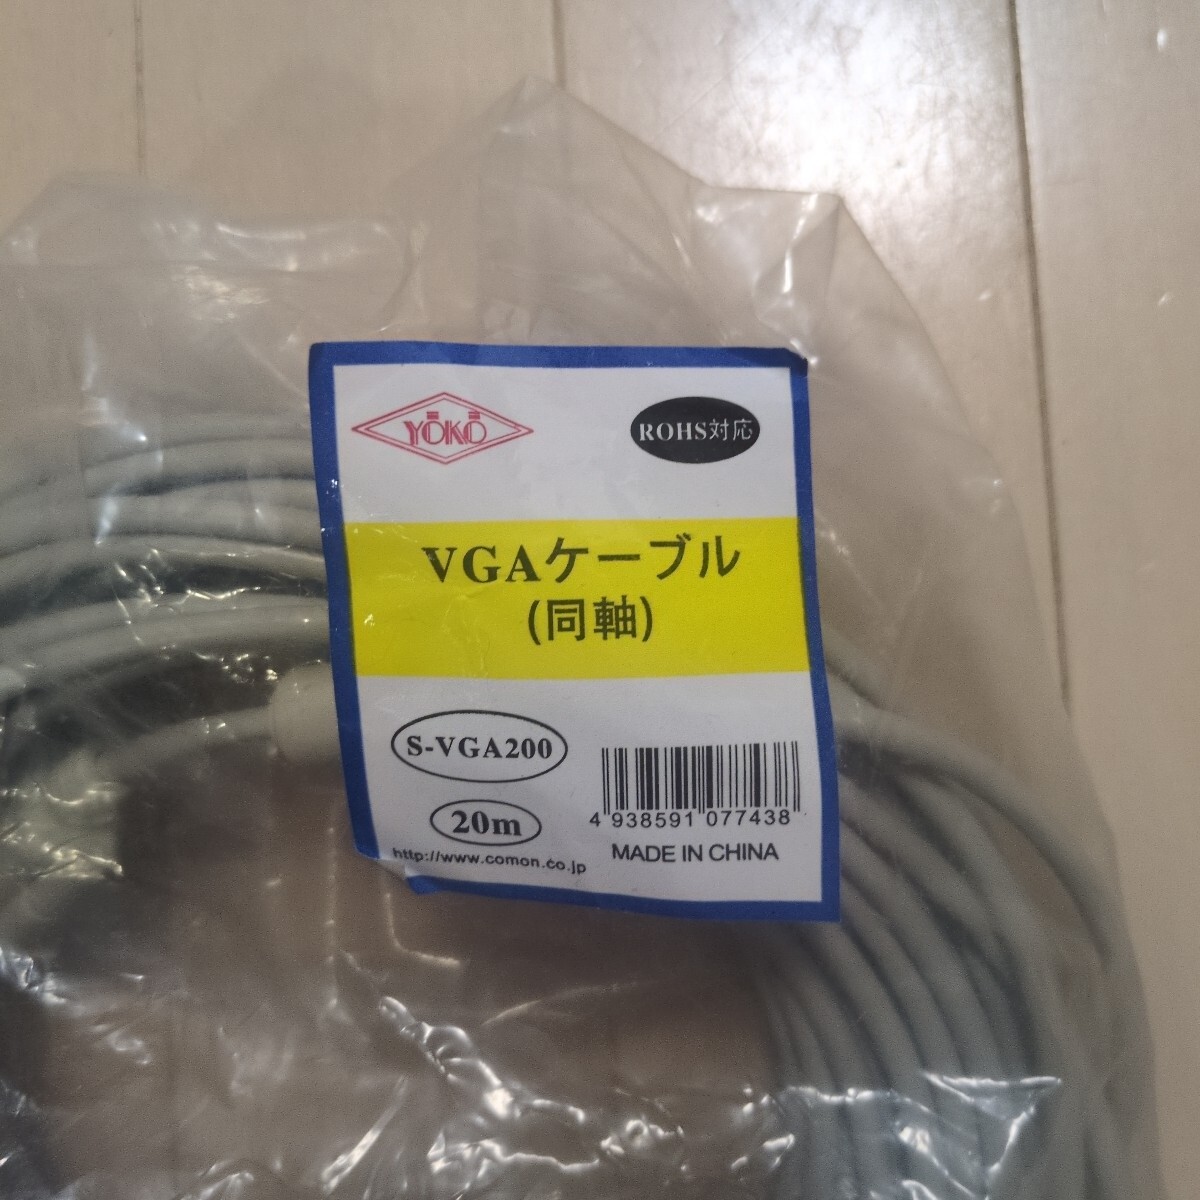 YÖKÖ
ROHS対応
VGAケーブル
(同軸)
S-VGA200
20m
4 938591 077438
http://www.comon.co.jp
MADE IN CHINA